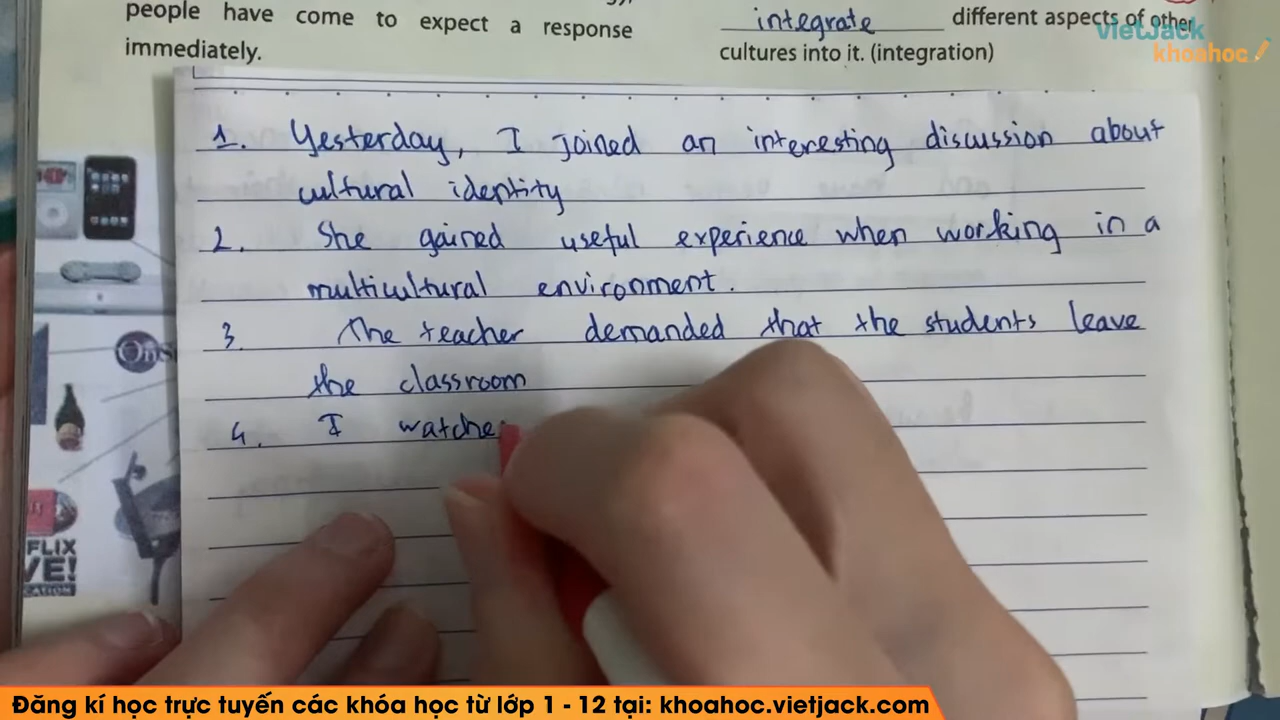 people have come to expect a response
immediately.
integrate different aspects of other
cultures into it. (integration)
vietJack
khoahoc
1. Yesterday, I joined an interesting discussion about
cultural identity
2. She gained useful experience when working in a
multicultural environment.
3. The teacher demanded that the students leave
the classroom
4. I watche
FLIX
VE!
Đăng kí học trực tuyến các khóa học từ lớp 1 - 12 tại: khoahoc.vietjack.com